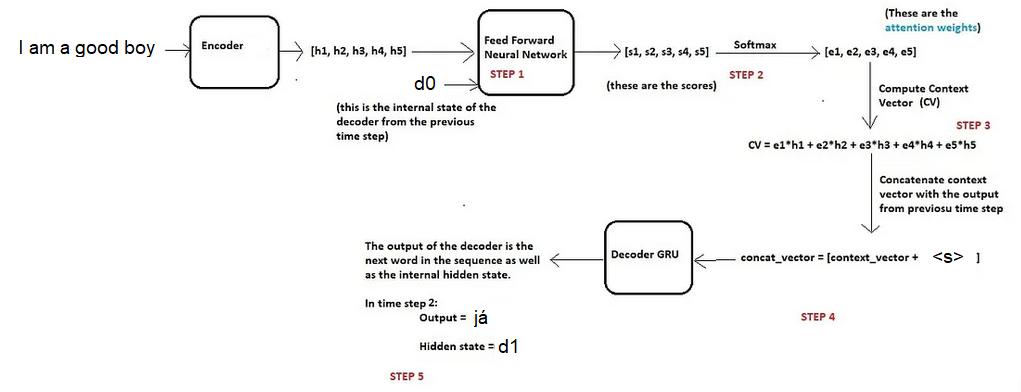 I am a good boy
Encoder
[h1, h2, h3, h4, h5]
Feed Forward
Neural Network
STEP 1
d0
(this is the internal state of the
decoder from the previous
time step)
[s1, s2, s3, s4, s5]
(these are the scores)
Softmax
STEP 2
(These are the
attention weights)
[e1, e2, e3, e4, e5]
Compute Context
Vector (CV)
STEP 3
CV = e1*h1 + e2*h2 + e3*h3 + e4*h4 + e5*h5
Concatenate context
vector with the output
from previosu time step
concat_vector = [context_vector + <s> ]
STEP 4
Decoder GRU
The output of the decoder is the
next word in the sequence as well
as the internal hidden state.
In time step 2:
Output = já
Hidden state = d1
STEP 5